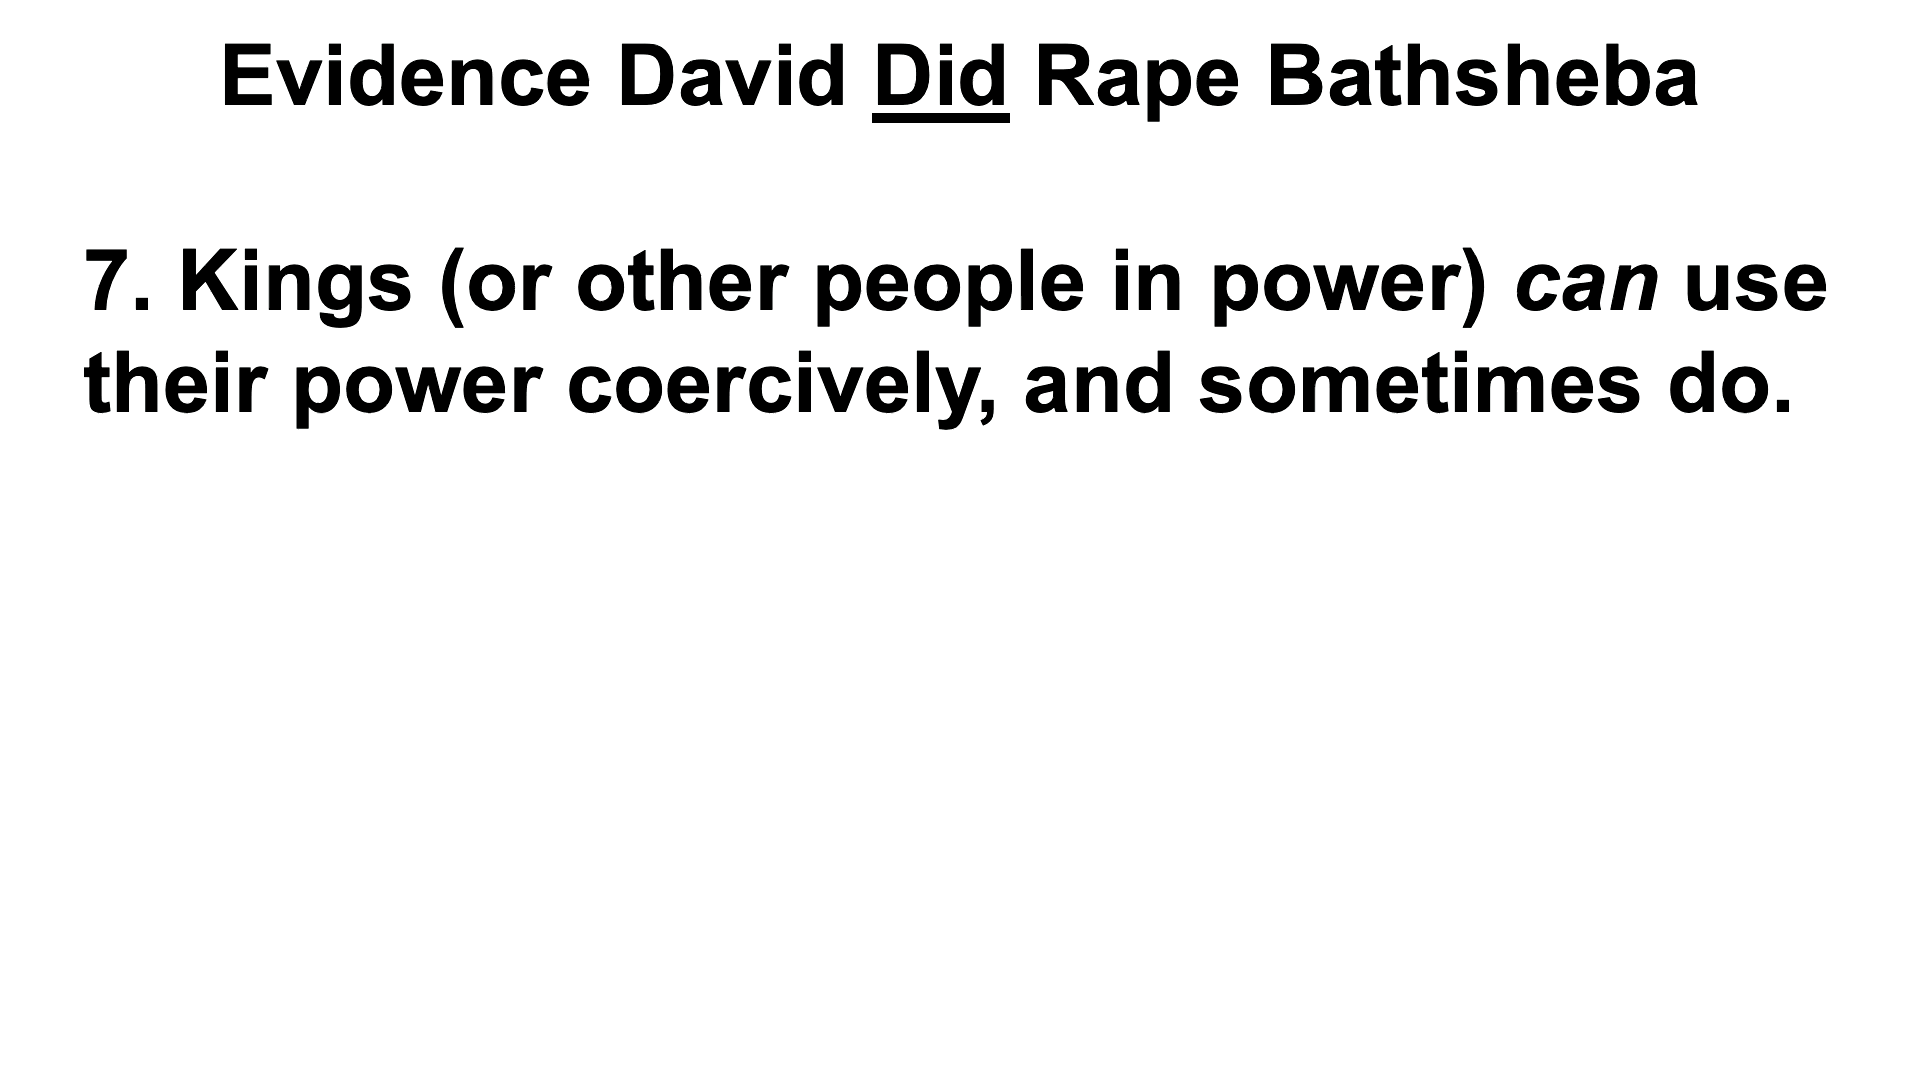 Evidence David Did Rape Bathsheba
7. Kings (or other people in power) can use
their power coercively, and sometimes do.